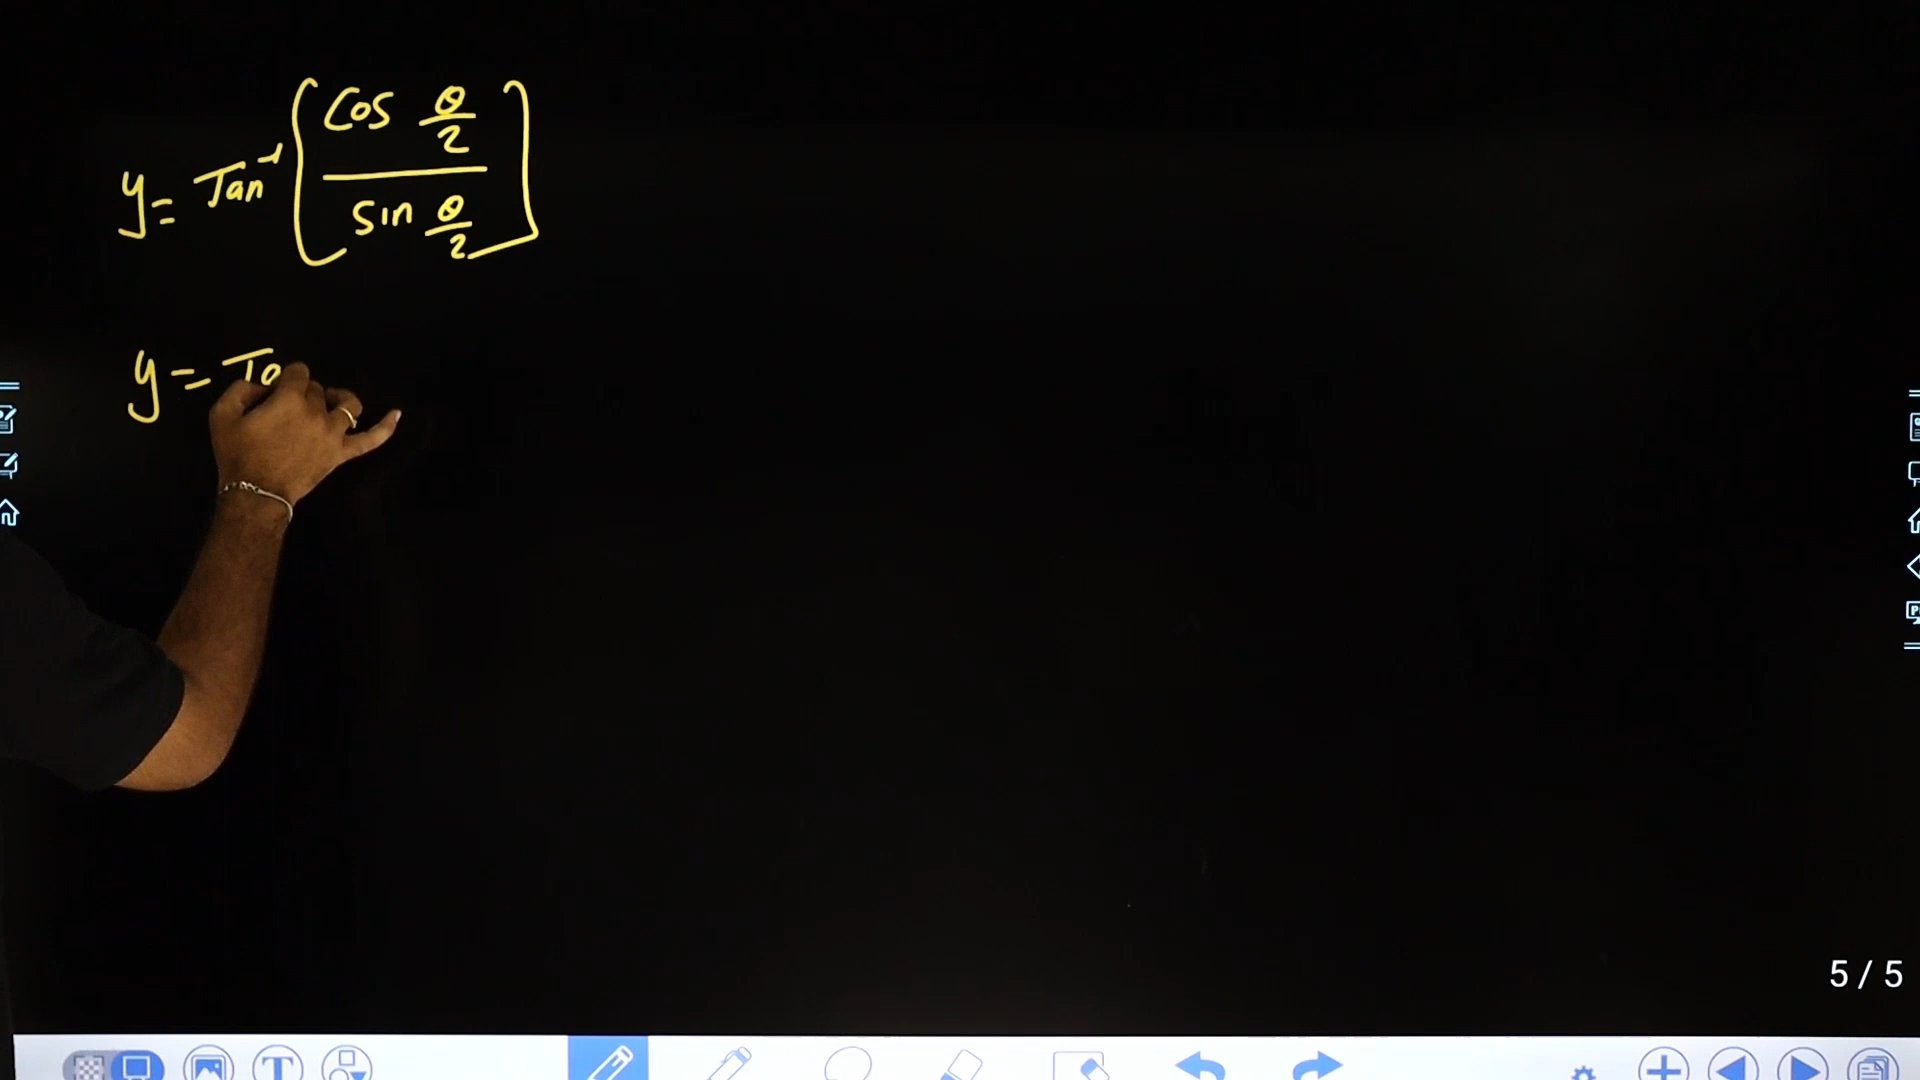 y = Tan⁻¹ [ cos θ/2 / sin θ/2 ]
y = Ta
5 / 5